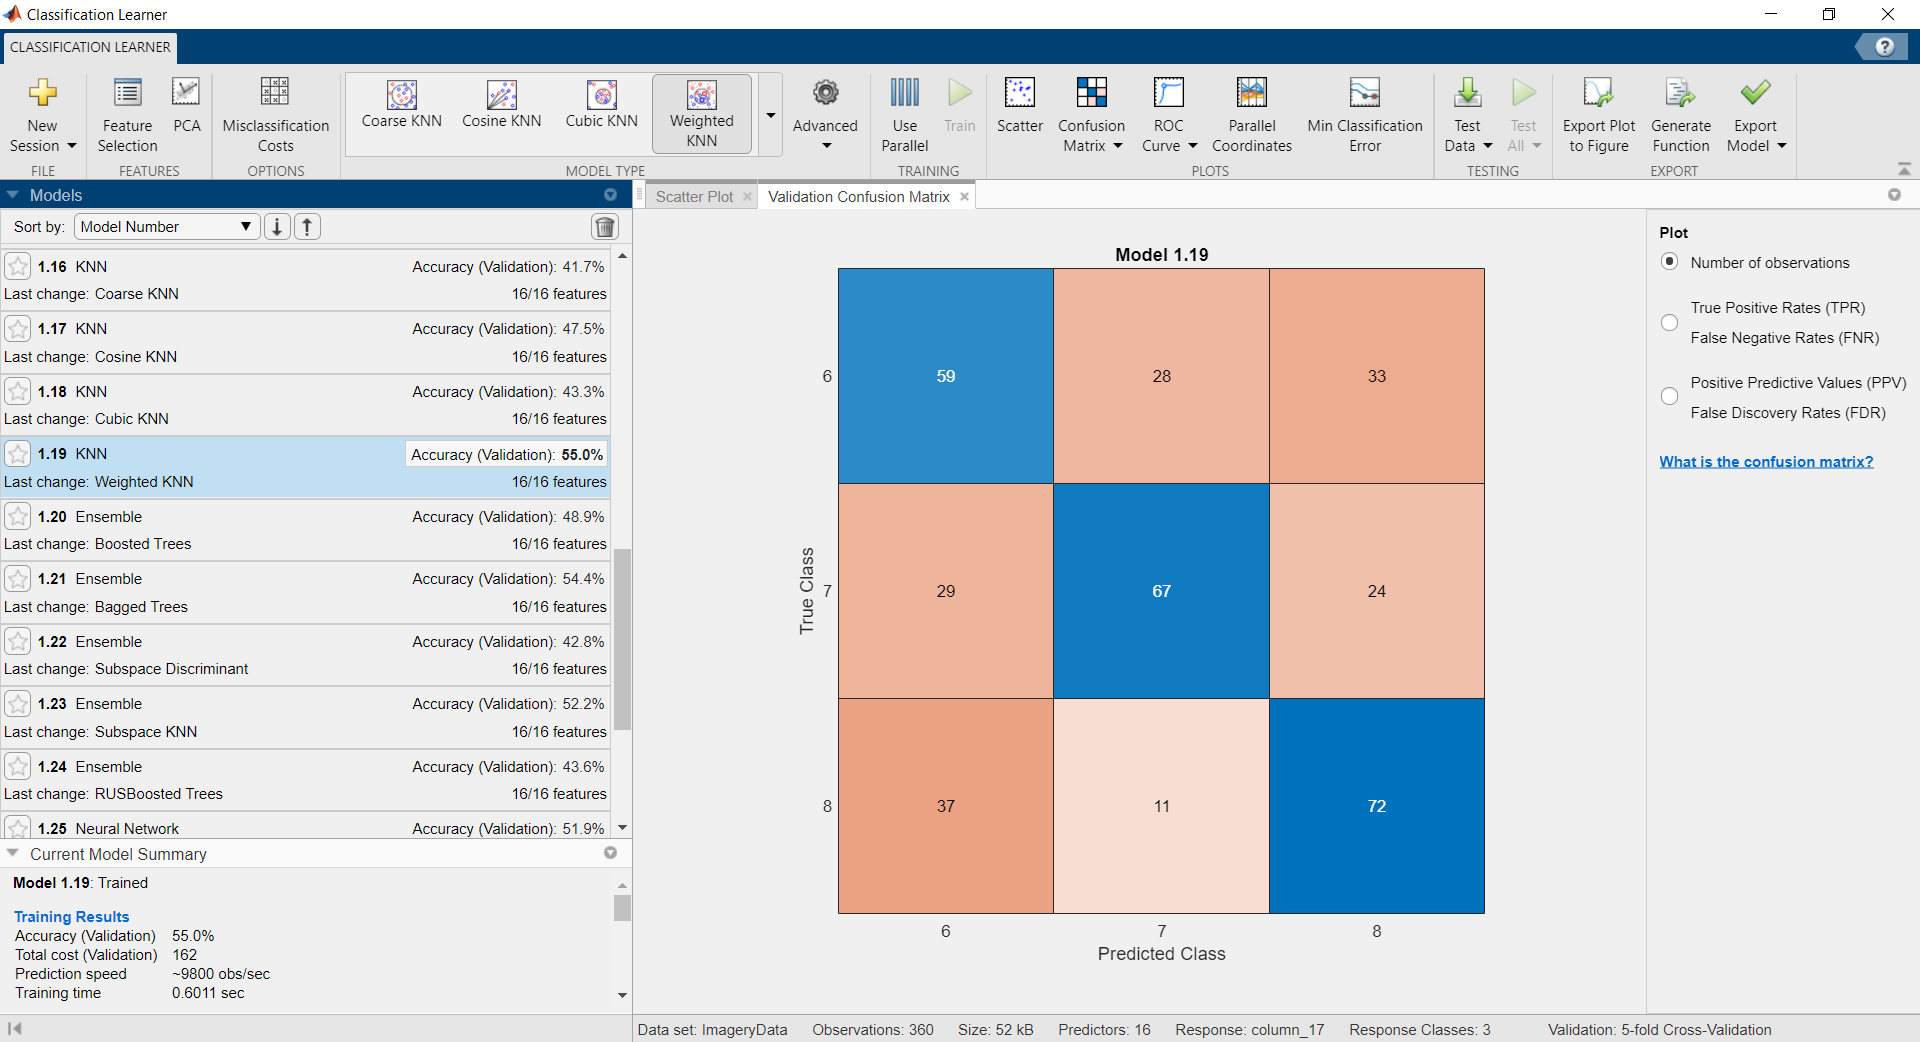 Classification Learner
CLASSIFICATION LEARNER
?
New
Session
FILE
Feature
Selection
PCA
FEATURES
Misclassification
Costs
OPTIONS
Coarse KNN
Cosine KNN
Cubic KNN
Weighted
KNN
MODEL TYPE
Advanced
Use
Parallel
Train
TRAINING
Scatter
Confusion
Matrix
ROC
Curve
Parallel
Coordinates
Min Classification
Error
PLOTS
Test
Data
Test
All
TESTING
Export Plot
to Figure
Generate
Function
Export
Model
EXPORT
Models
Sort by: Model Number
1.16 KNN Accuracy (Validation): 41.7%
Last change: Coarse KNN 16/16 features
1.17 KNN Accuracy (Validation): 47.5%
Last change: Cosine KNN 16/16 features
1.18 KNN Accuracy (Validation): 43.3%
Last change: Cubic KNN 16/16 features
1.19 KNN Accuracy (Validation): 55.0%
Last change: Weighted KNN 16/16 features
1.20 Ensemble Accuracy (Validation): 48.9%
Last change: Boosted Trees 16/16 features
1.21 Ensemble Accuracy (Validation): 54.4%
Last change: Bagged Trees 16/16 features
1.22 Ensemble Accuracy (Validation): 42.8%
Last change: Subspace Discriminant 16/16 features
1.23 Ensemble Accuracy (Validation): 52.2%
Last change: Subspace KNN 16/16 features
1.24 Ensemble Accuracy (Validation): 43.6%
Last change: RUSBoosted Trees 16/16 features
1.25 Neural Network Accuracy (Validation): 51.9%
Current Model Summary
Model 1.19: Trained
Training Results
Accuracy (Validation) 55.0%
Total cost (Validation) 162
Prediction speed ~9800 obs/sec
Training time 0.6011 sec
Scatter Plot
Validation Confusion Matrix
Model 1.19
6 59 28 33
True Class
7 29 67 24
8 37 11 72
6 7 8
Predicted Class
Plot
Number of observations
True Positive Rates (TPR)
False Negative Rates (FNR)
Positive Predictive Values (PPV)
False Discovery Rates (FDR)
What is the confusion matrix?
Data set: ImageryData Observations: 360 Size: 52 kB Predictors: 16 Response: column_17 Response Classes: 3 Validation: 5-fold Cross-Validation